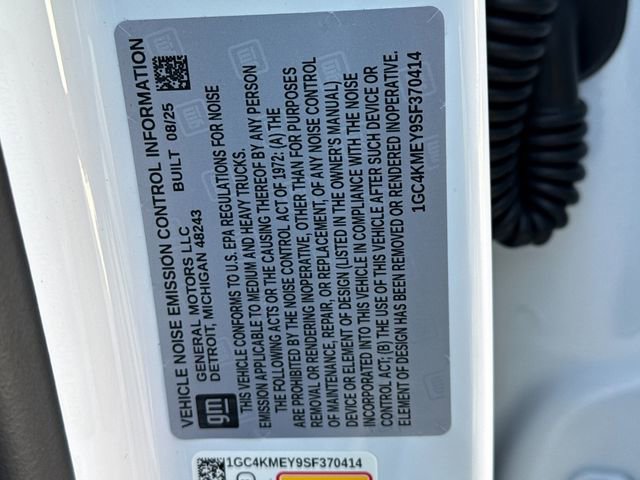 VEHICLE NOISE EMISSION CONTROL INFORMATION
GENERAL MOTORS LLC BUILT 08/25
DETROIT, MICHIGAN 48243
gm
THIS VEHICLE CONFORMS TO U.S. EPA REGULATIONS FOR NOISE
EMISSION APPLICABLE TO MEDIUM AND HEAVY TRUCKS.
THE FOLLOWING ACTS OR THE CAUSING THEREOF BY ANY PERSON
ARE PROHIBITED BY THE NOISE CONTROL ACT OF 1972: (A) THE
REMOVAL OR RENDERING INOPERATIVE, OTHER THAN FOR PURPOSES
OF MAINTENANCE, REPAIR, OR REPLACEMENT, OF ANY NOISE CONTROL
DEVICE OR ELEMENT OF DESIGN (LISTED IN THE OWNER'S MANUAL)
INCORPORATED INTO THIS VEHICLE IN COMPLIANCE WITH THE NOISE
CONTROL ACT; (B) THE USE OF THIS VEHICLE AFTER SUCH DEVICE OR
ELEMENT OF DESIGN HAS BEEN REMOVED OR RENDERED INOPERATIVE.
1GC4KMEY9SF370414
1GC4KMEY9SF370414